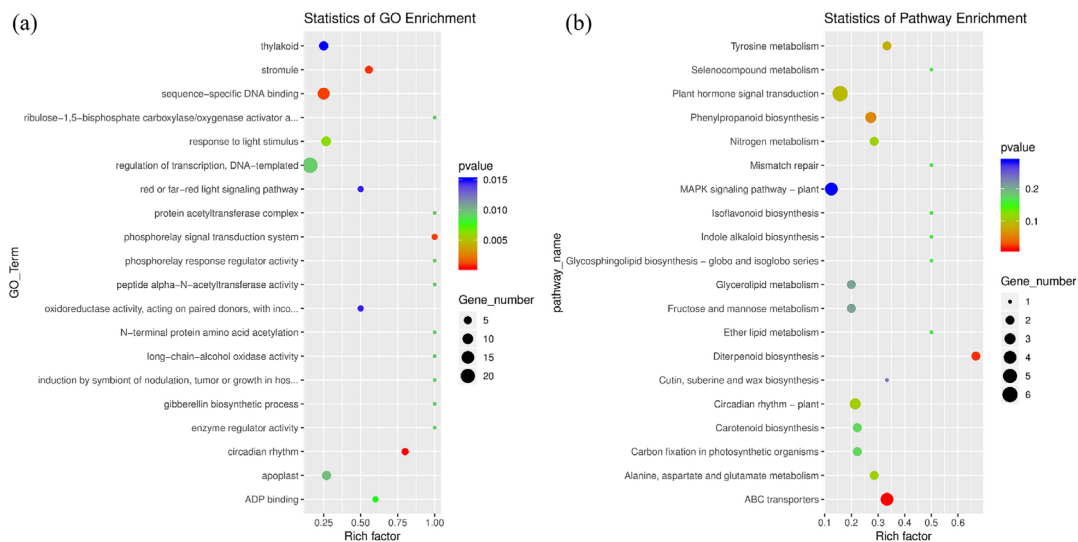 (a)
Statistics of GO Enrichment
GO_Term
thylakoid
stromule
sequence−specific DNA binding
ribulose−1,5−bisphosphate carboxylase/oxygenase activator a...
response to light stimulus
regulation of transcription, DNA−templated
red or far−red light signaling pathway
protein acetyltransferase complex
phosphorelay signal transduction system
phosphorelay response regulator activity
peptide alpha−N−acetyltransferase activity
oxidoreductase activity, acting on paired donors, with inco...
N−terminal protein amino acid acetylation
long−chain−alcohol oxidase activity
induction by symbiont of nodulation, tumor or growth in hos...
gibberellin biosynthetic process
enzyme regulator activity
circadian rhythm
apoplast
ADP binding
0.25 0.50 0.75 1.00
Rich factor
pvalue
0.015
0.010
0.005
Gene_number
5
10
15
20
(b)
Statistics of Pathway Enrichment
pathway_name
Tyrosine metabolism
Selenocompound metabolism
Plant hormone signal transduction
Phenylpropanoid biosynthesis
Nitrogen metabolism
Mismatch repair
MAPK signaling pathway − plant
Isoflavonoid biosynthesis
Indole alkaloid biosynthesis
Glycosphingolipid biosynthesis − globo and isoglobo series
Glycerolipid metabolism
Fructose and mannose metabolism
Ether lipid metabolism
Diterpenoid biosynthesis
Cutin, suberine and wax biosynthesis
Circadian rhythm − plant
Carotenoid biosynthesis
Carbon fixation in photosynthetic organisms
Alanine, aspartate and glutamate metabolism
ABC transporters
0.1 0.2 0.3 0.4 0.5 0.6
Rich factor
pvalue
0.2
0.1
Gene_number
1
2
3
4
5
6